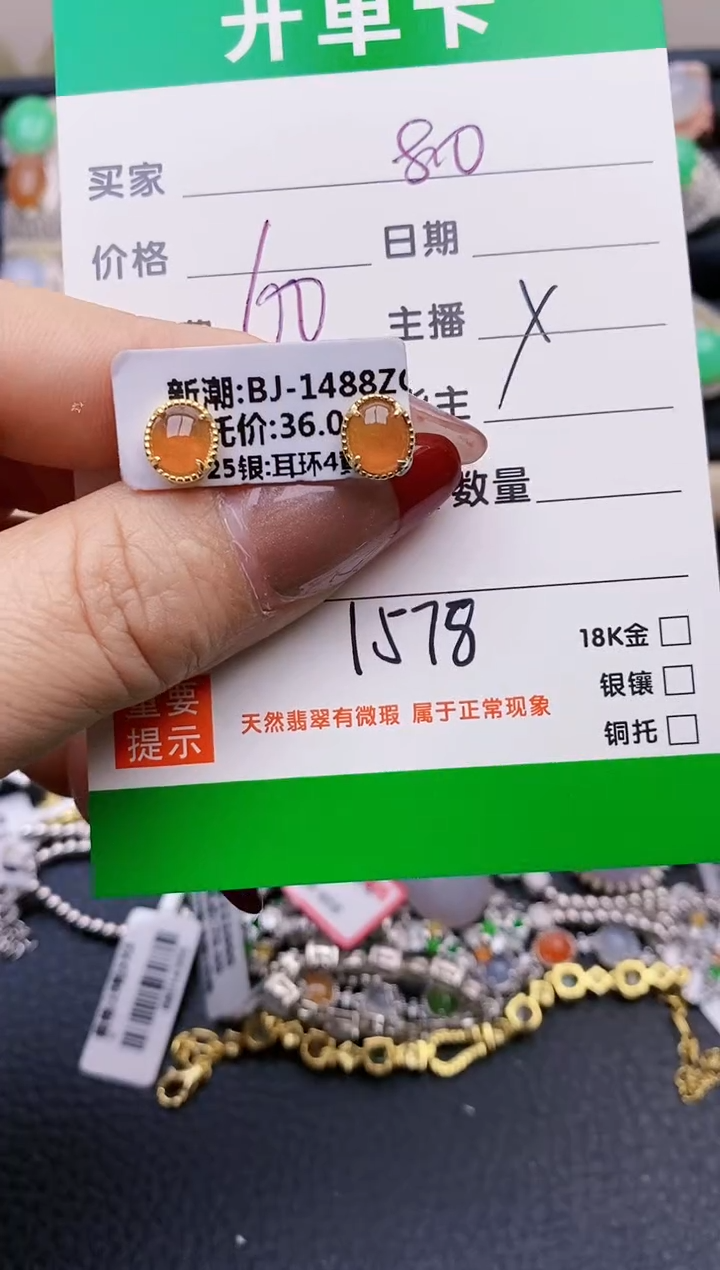 开单卡
买家 80
价格 日期
主播 X
新潮:BJ-1488Z
托价:36.0
25银:耳环4
主
数量
1578
18K金
银镶
铜托
重要
提示
天然翡翠有微瑕 属于正常现象